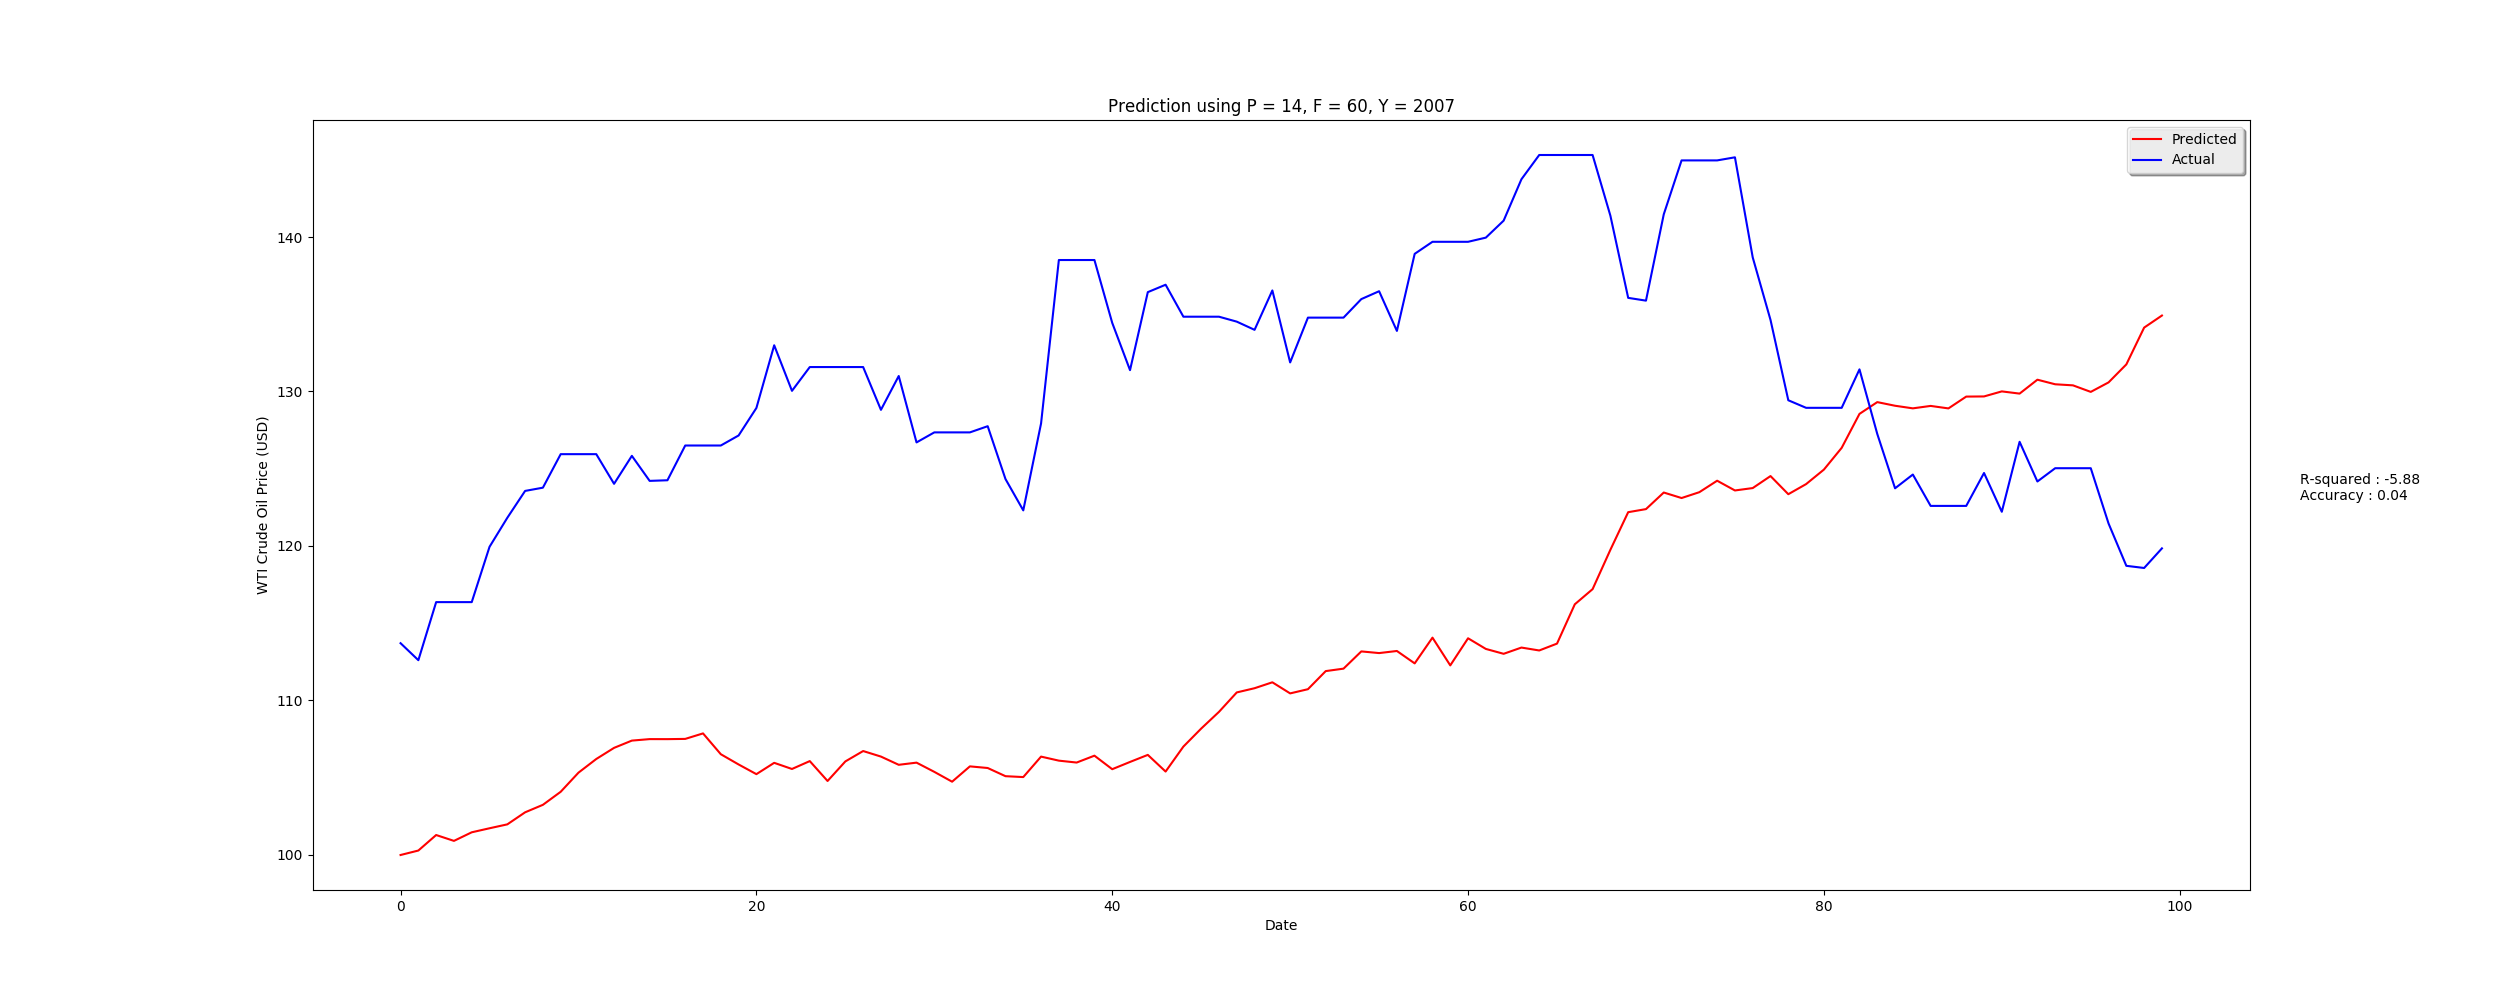 Prediction using P = 14, F = 60, Y = 2007
Predicted
Actual
WTI Crude Oil Price (USD)
140
130
120
110
100
0 20 40 60 80 100
Date
R-squared : -5.88
Accuracy : 0.04